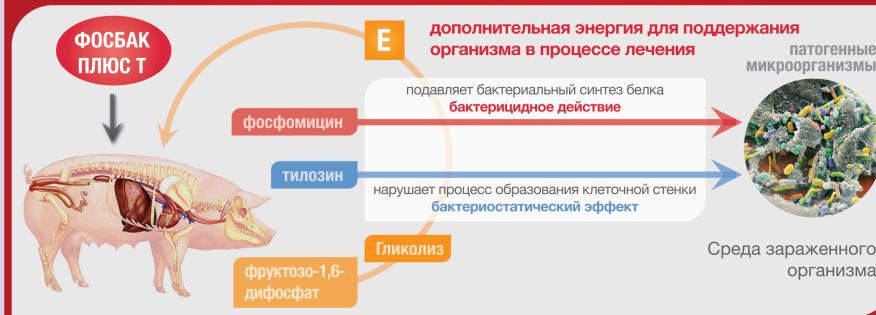 ФОСБАК
ПЛЮС Т
E
дополнительная энергия для поддержания
организма в процессе лечения
патогенные
микроорганизмы
подавляет бактериальный синтез белка
бактерицидное действие
фосфомицин
тилозин
нарушает процесс образования клеточной стенки
бактериостатический эффект
Гликолиз
фруктозо-1,6-
дифосфат
Среда зараженного
организма